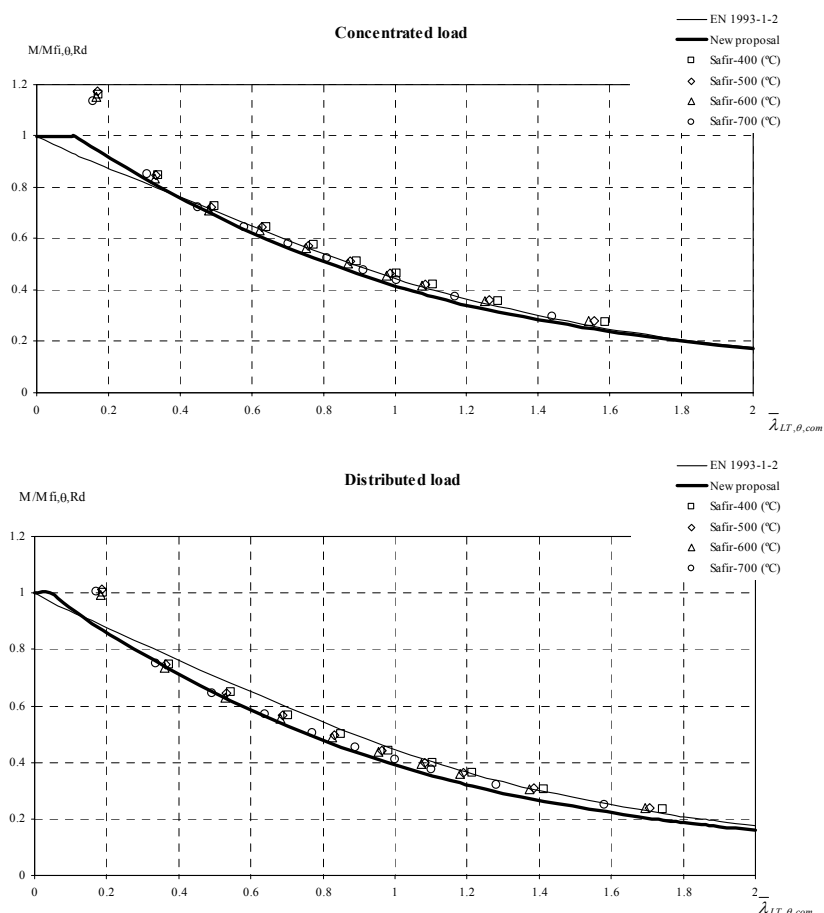 Concentrated load
M/Mfi,θ,Rd
EN 1993-1-2
New proposal
Safir-400 (ºC)
Safir-500 (ºC)
Safir-600 (ºC)
Safir-700 (ºC)
1.2
1
0.8
0.6
0.4
0.2
0
0 0.2 0.4 0.6 0.8 1 1.2 1.4 1.6 1.8 2
λ̅LT,θ,com
Distributed load
M/Mfi,θ,Rd
EN 1993-1-2
New proposal
Safir-400 (ºC)
Safir-500 (ºC)
Safir-600 (ºC)
Safir-700 (ºC)
1.2
1
0.8
0.6
0.4
0.2
0
0 0.2 0.4 0.6 0.8 1 1.2 1.4 1.6 1.8 2
λ̅LT,θ,com